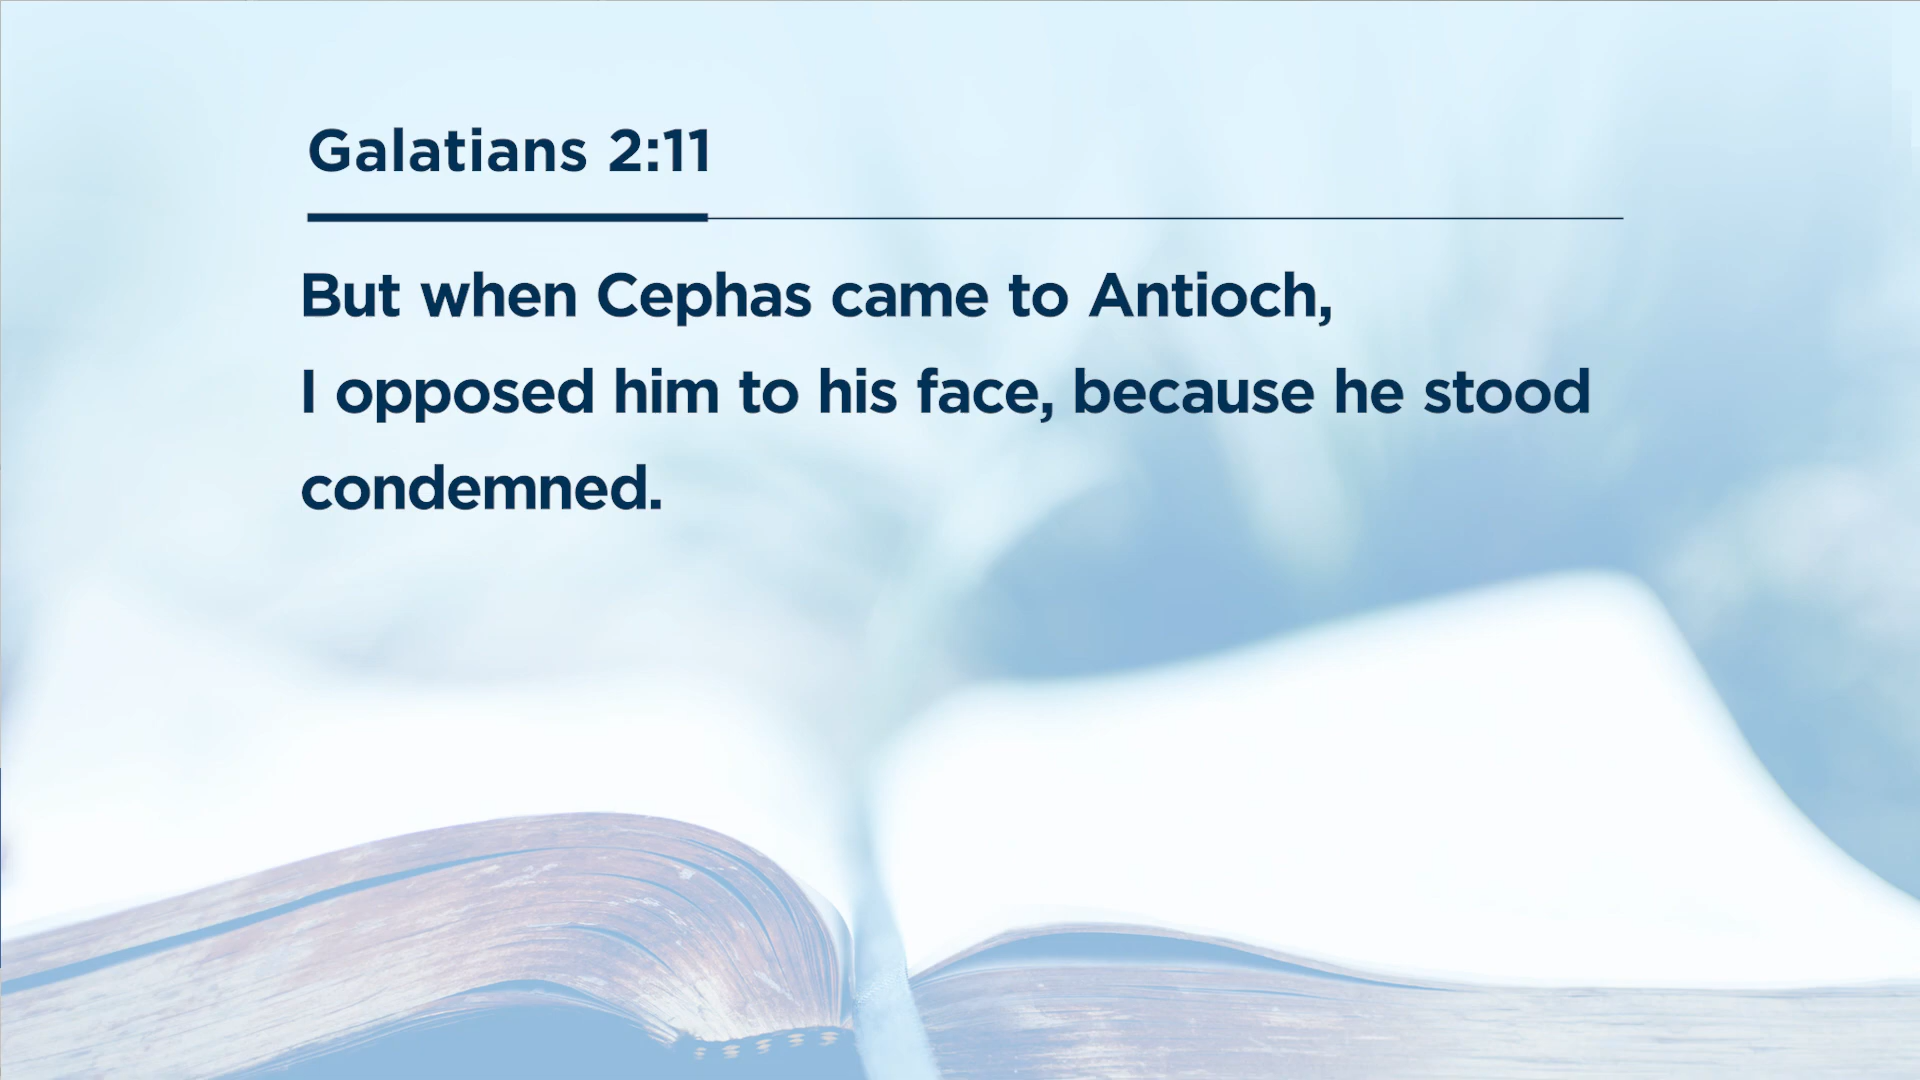 Galatians 2:11
But when Cephas came to Antioch,
I opposed him to his face, because he stood
condemned.